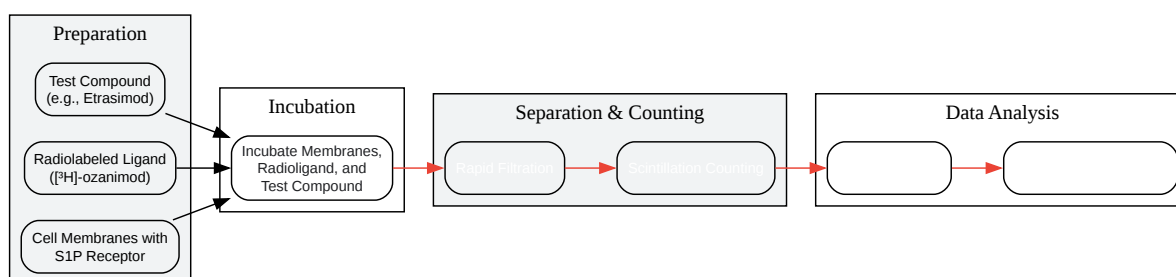 Preparation
Test Compound
(e.g., Etrasimod)
Radiolabeled Ligand
([³H]-ozanimod)
Cell Membranes with
S1P Receptor
Incubation
Incubate Membranes,
Radioligand, and
Test Compound
Separation & Counting
Rapid Filtration
Scintillation Counting
Data Analysis